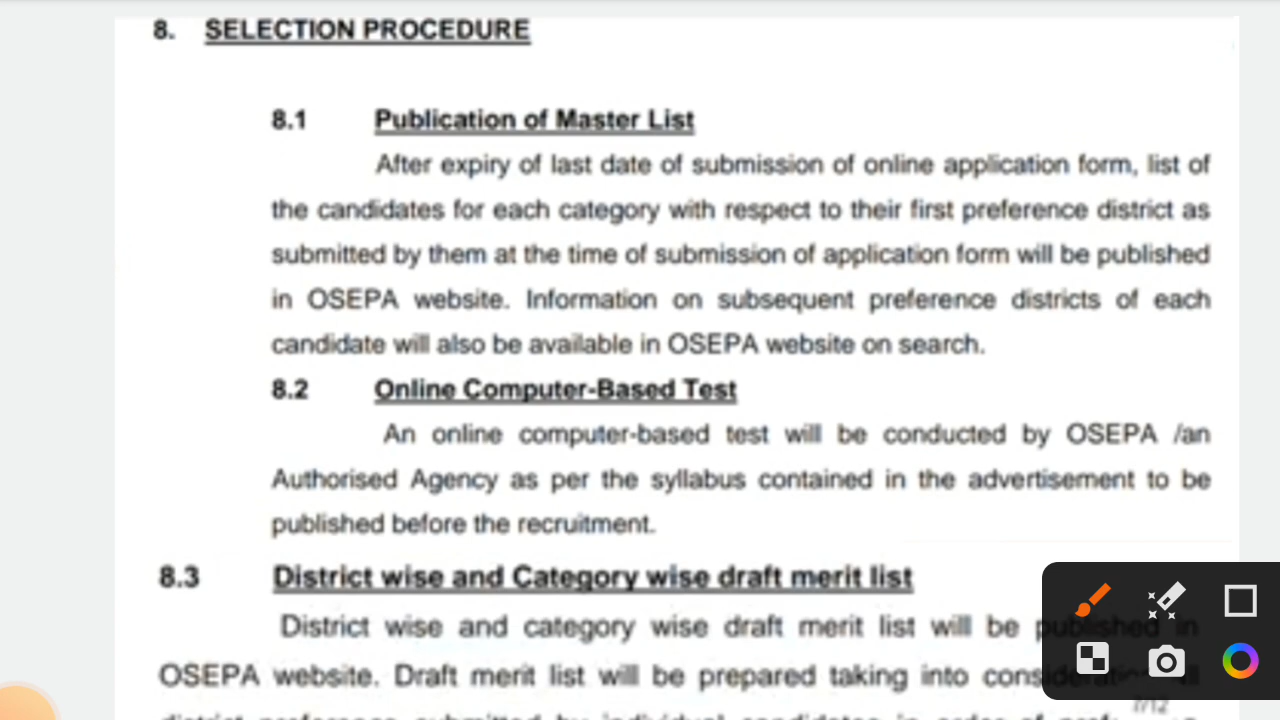 8. SELECTION PROCEDURE
8.1 Publication of Master List
After expiry of last date of submission of online application form, list of
the candidates for each category with respect to their first preference district as
submitted by them at the time of submission of application form will be published
in OSEPA website. Information on subsequent preference districts of each
candidate will also be available in OSEPA website on search.
8.2 Online Computer-Based Test
An online computer-based test will be conducted by OSEPA /an
Authorised Agency as per the syllabus contained in the advertisement to be
published before the recruitment.
8.3 District wise and Category wise draft merit list
District wise and category wise draft merit list will be published in
OSEPA website. Draft merit list will be prepared taking into consideration all
7/12